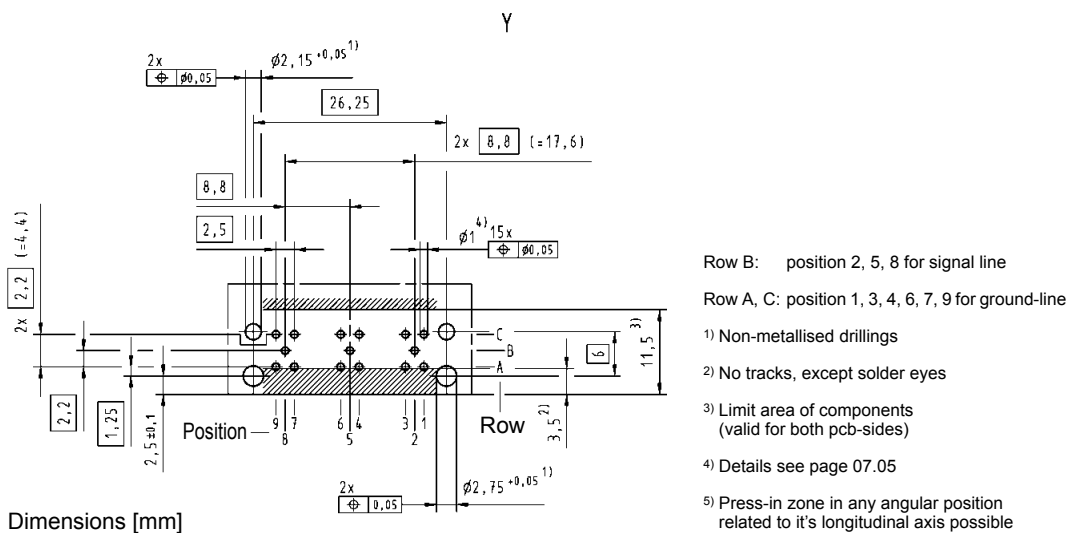 Y
2x
⌖ ø0,05
ø2,15 +0,05 1)
26,25
2x 8,8 (=17,6)
8,8
2,5
ø1 4) 15x
⌖ ø0,05
2x 2,2 (=4,4)
C
B
A
6
11,5 3)
2,2
1,25
2,5±0,1
Position
9 7 6 4 3 1
8 5 2
Row
3,5 2)
2x
⌖ 0,05
ø2,75 +0,05 1)
Dimensions [mm]
Row B: position 2, 5, 8 for signal line
Row A, C: position 1, 3, 4, 6, 7, 9 for ground-line
1) Non-metallised drillings
2) No tracks, except solder eyes
3) Limit area of components
(valid for both pcb-sides)
4) Details see page 07.05
5) Press-in zone in any angular position
related to it's longitudinal axis possible